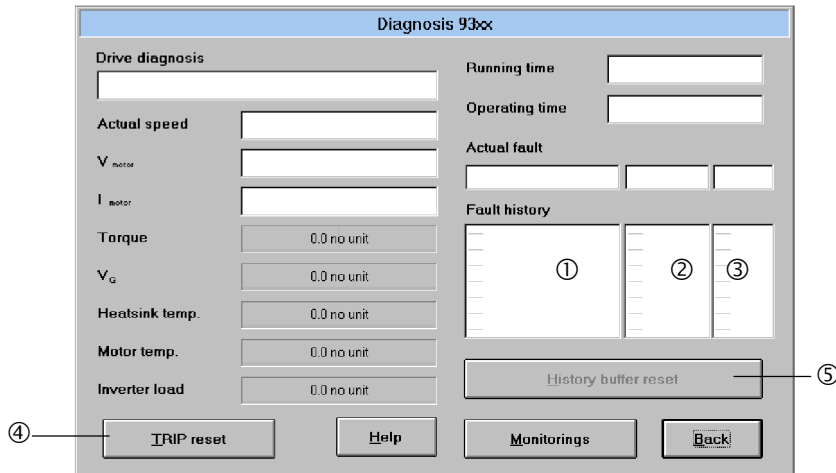 Diagnosis 93xx
Drive diagnosis
Actual speed
V motor
I motor
Torque 0.0 no unit
VG 0.0 no unit
Heatsink temp. 0.0 no unit
Motor temp. 0.0 no unit
Inverter load 0.0 no unit
Running time
Operating time
Actual fault
Fault history
① ② ③
History buffer reset ⑤
④ TRIP reset Help Monitorings Back